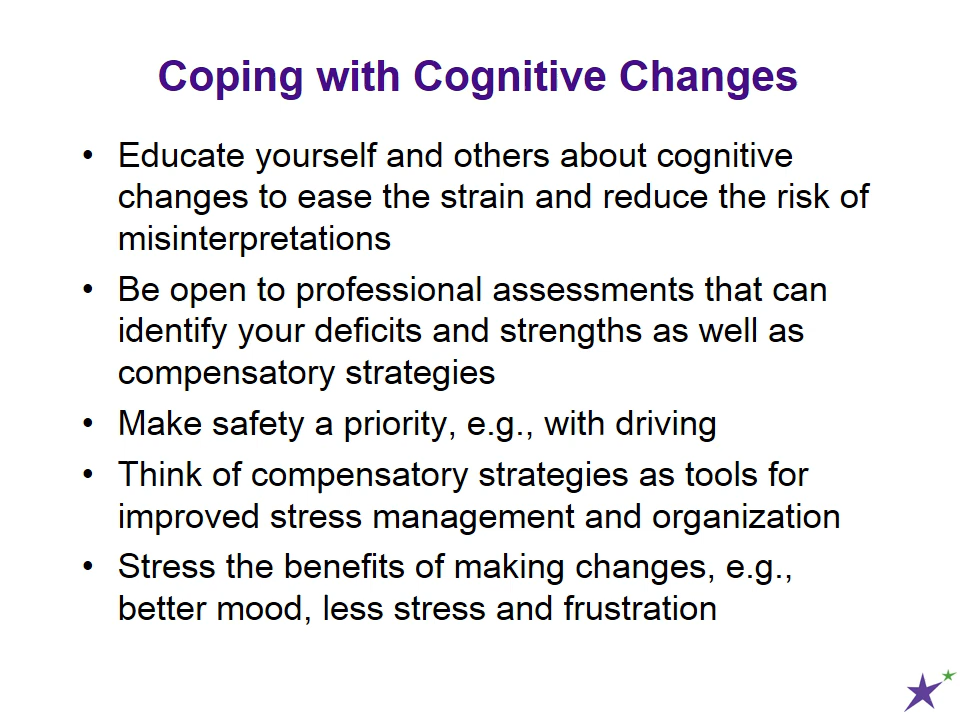 Coping with Cognitive Changes
• Educate yourself and others about cognitive
changes to ease the strain and reduce the risk of
misinterpretations
• Be open to professional assessments that can
identify your deficits and strengths as well as
compensatory strategies
• Make safety a priority, e.g., with driving
• Think of compensatory strategies as tools for
improved stress management and organization
• Stress the benefits of making changes, e.g.,
better mood, less stress and frustration